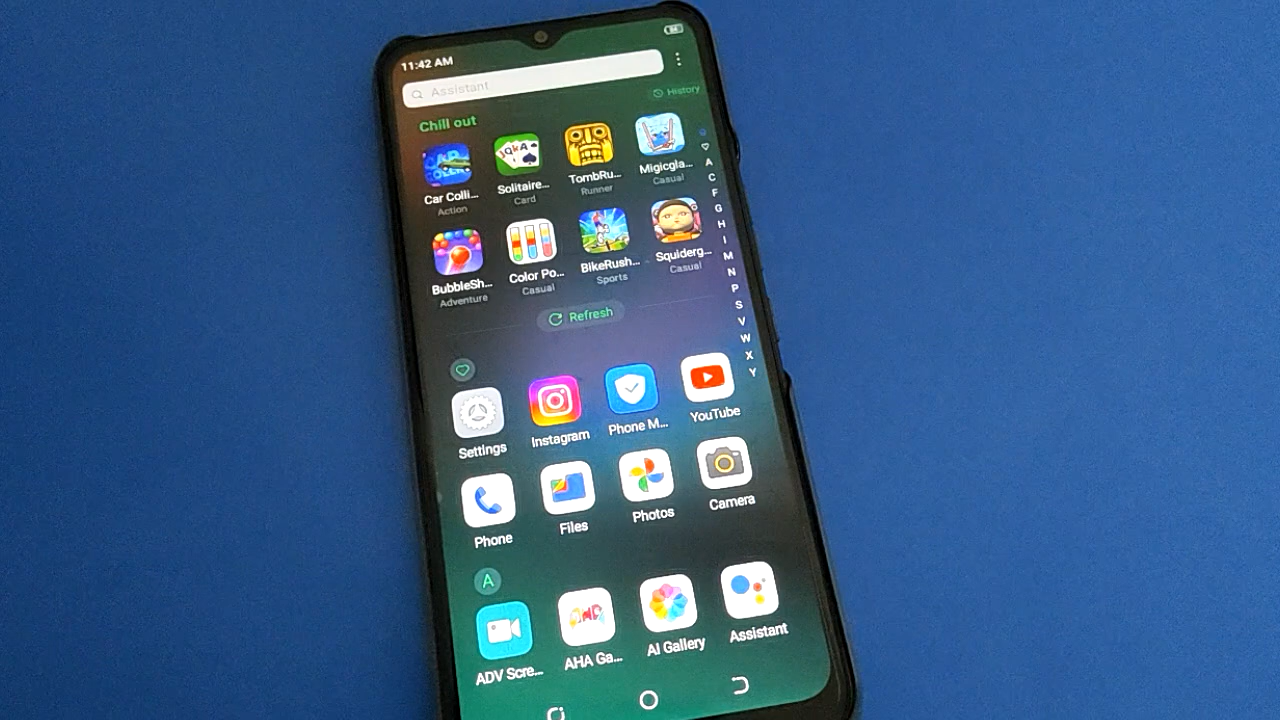 11:42 AM
Assistant
History
Chill out
Car Colli... Solitaire... TombRu... Migicgla...
Action Card Runner Casual
BubbleSh... Color Po... BikeRush... Squiderg...
Adventure Casual Sports Casual
Refresh
A
C
F
G
H
I
M
N
P
S
V
W
X
Y
Settings Instagram Phone M... YouTube
Phone Files Photos Camera
A
ADV Scre... AHA Ga... AI Gallery Assistant